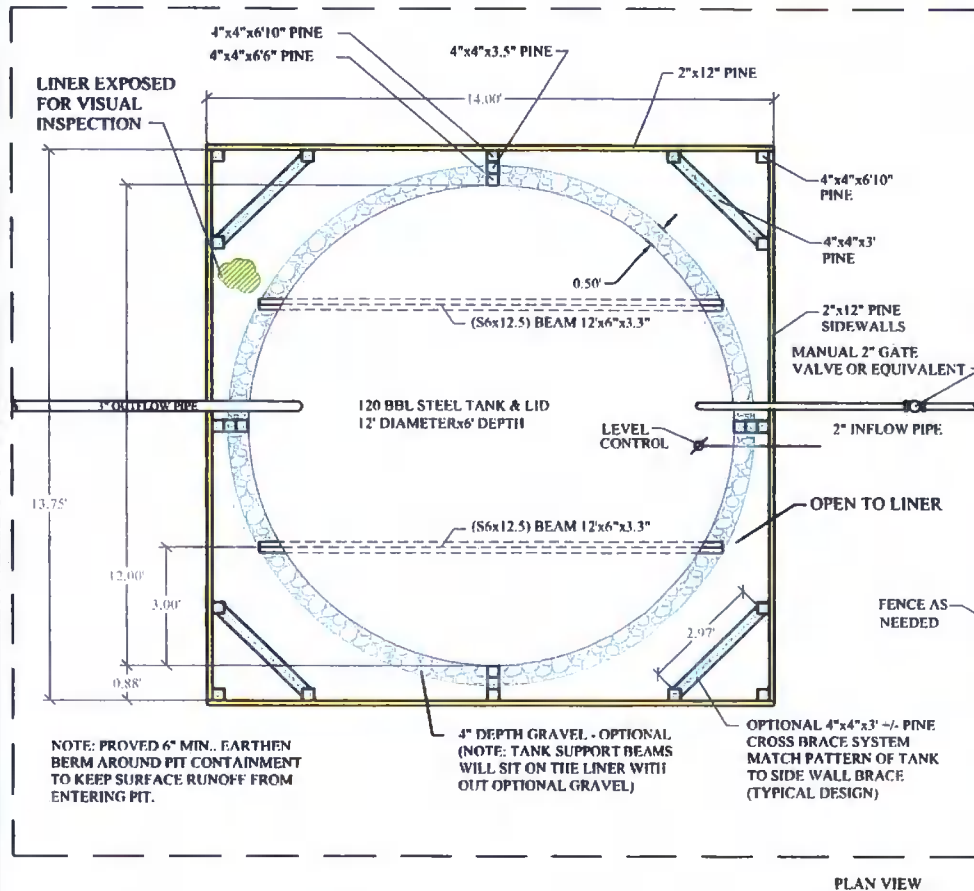 4"x4"x6'10" PINE
4"x4"x6'6" PINE
4"x4"x3.5" PINE
2"x12" PINE
LINER EXPOSED
FOR VISUAL
INSPECTION
14.00'
4"x4"x6'10"
PINE
4"x4"x3'
PINE
0.50'
2"x12" PINE
SIDEWALLS
(S6x12.5) BEAM 12'x6"x3.3"
MANUAL 2" GATE
VALVE OR EQUIVALENT
3" OUTFLOW PIPE
120 BBL STEEL TANK & LID
12' DIAMETERx6' DEPTH
LEVEL
CONTROL
2" INFLOW PIPE
13.75'
OPEN TO LINER
(S6x12.5) BEAM 12'x6"x3.3"
12.00'
3.00'
2.97'
FENCE AS
NEEDED
0.88'
NOTE: PROVED 6" MIN.. EARTHEN
BERM AROUND PIT CONTAINMENT
TO KEEP SURFACE RUNOFF FROM
ENTERING PIT.
4" DEPTH GRAVEL - OPTIONAL
(NOTE: TANK SUPPORT BEAMS
WILL SIT ON THE LINER WITH
OUT OPTIONAL GRAVEL)
OPTIONAL 4"x4"x3' +/- PINE
CROSS BRACE SYSTEM
MATCH PATTERN OF TANK
TO SIDE WALL BRACE
(TYPICAL DESIGN)
PLAN VIEW